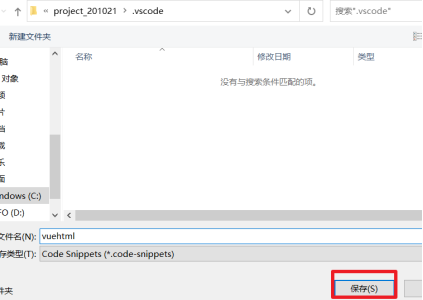 ↑ « project_201021 > .vscode 搜索".vscode"
新建文件夹
名称 修改日期 类型
没有与搜索条件匹配的项。
脑
对象
频
片
档
载
乐
面
ndows (C:)
FO (D:)
文件名(N): vuehtml
存类型(T): Code Snippets (*.code-snippets)
件夹 保存(S)